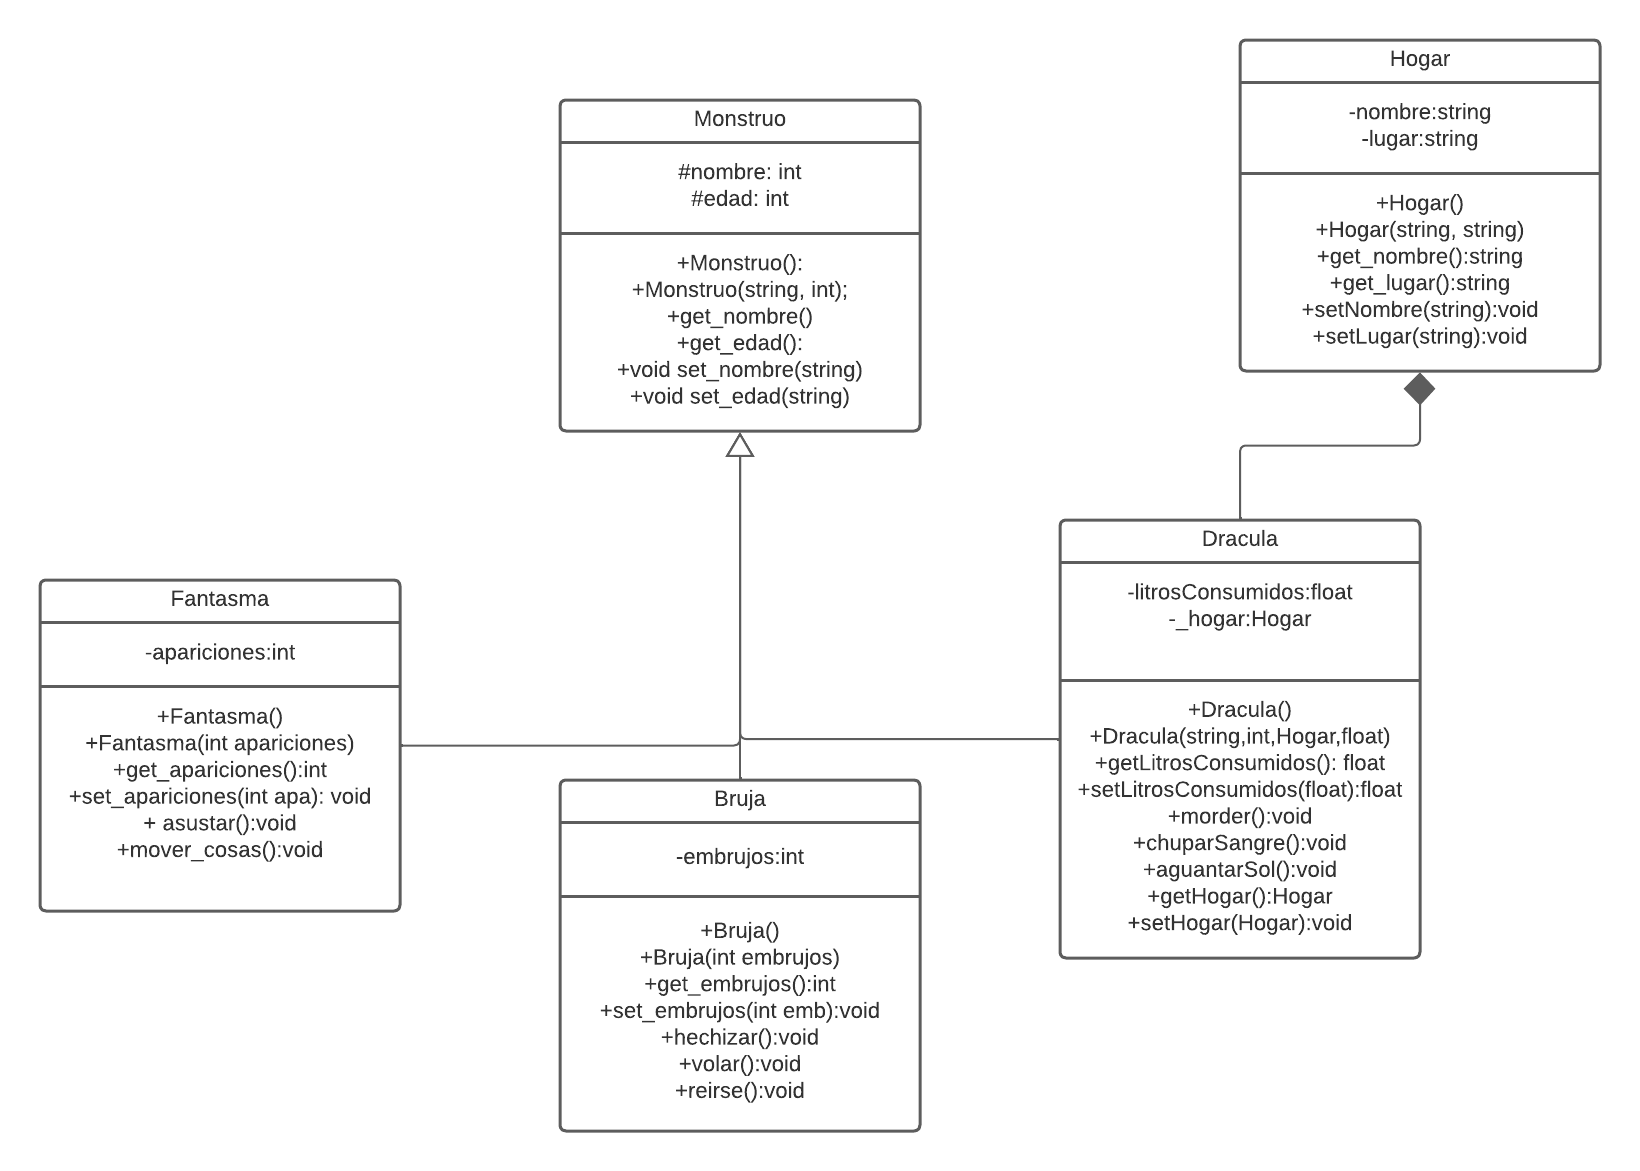 Monstruo
#nombre: int
#edad: int
+Monstruo():
+Monstruo(string, int);
+get_nombre()
+get_edad():
+void set_nombre(string)
+void set_edad(string)
Hogar
-nombre:string
-lugar:string
+Hogar()
+Hogar(string, string)
+get_nombre():string
+get_lugar():string
+setNombre(string):void
+setLugar(string):void
Fantasma
-apariciones:int
+Fantasma()
+Fantasma(int apariciones)
+get_apariciones():int
+set_apariciones(int apa): void
+ asustar():void
+mover_cosas():void
Bruja
-embrujos:int
+Bruja()
+Bruja(int embrujos)
+get_embrujos():int
+set_embrujos(int emb):void
+hechizar():void
+volar():void
+reirse():void
Dracula
-litrosConsumidos:float
-_hogar:Hogar
+Dracula()
+Dracula(string,int,Hogar,float)
+getLitrosConsumidos(): float
+setLitrosConsumidos(float):float
+morder():void
+chuparSangre():void
+aguantarSol():void
+getHogar():Hogar
+setHogar(Hogar):void